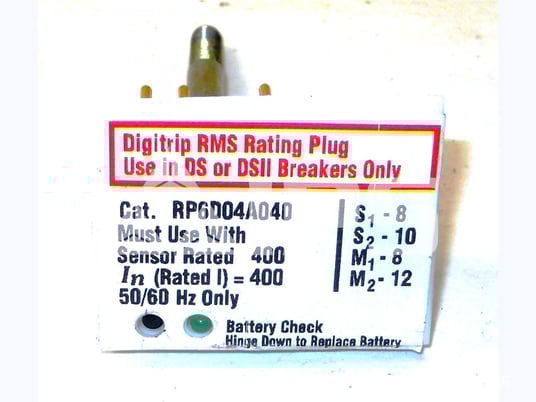 Digitrip RMS Rating Plug
Use in DS or DSII Breakers Only
Cat. RP6D04A040
Must Use With
Sensor Rated 400
In (Rated I) = 400
50/60 Hz Only
S1 - 8
S2 - 10
M1 - 8
M2 - 12
Battery Check
Hinge Down to Replace Battery